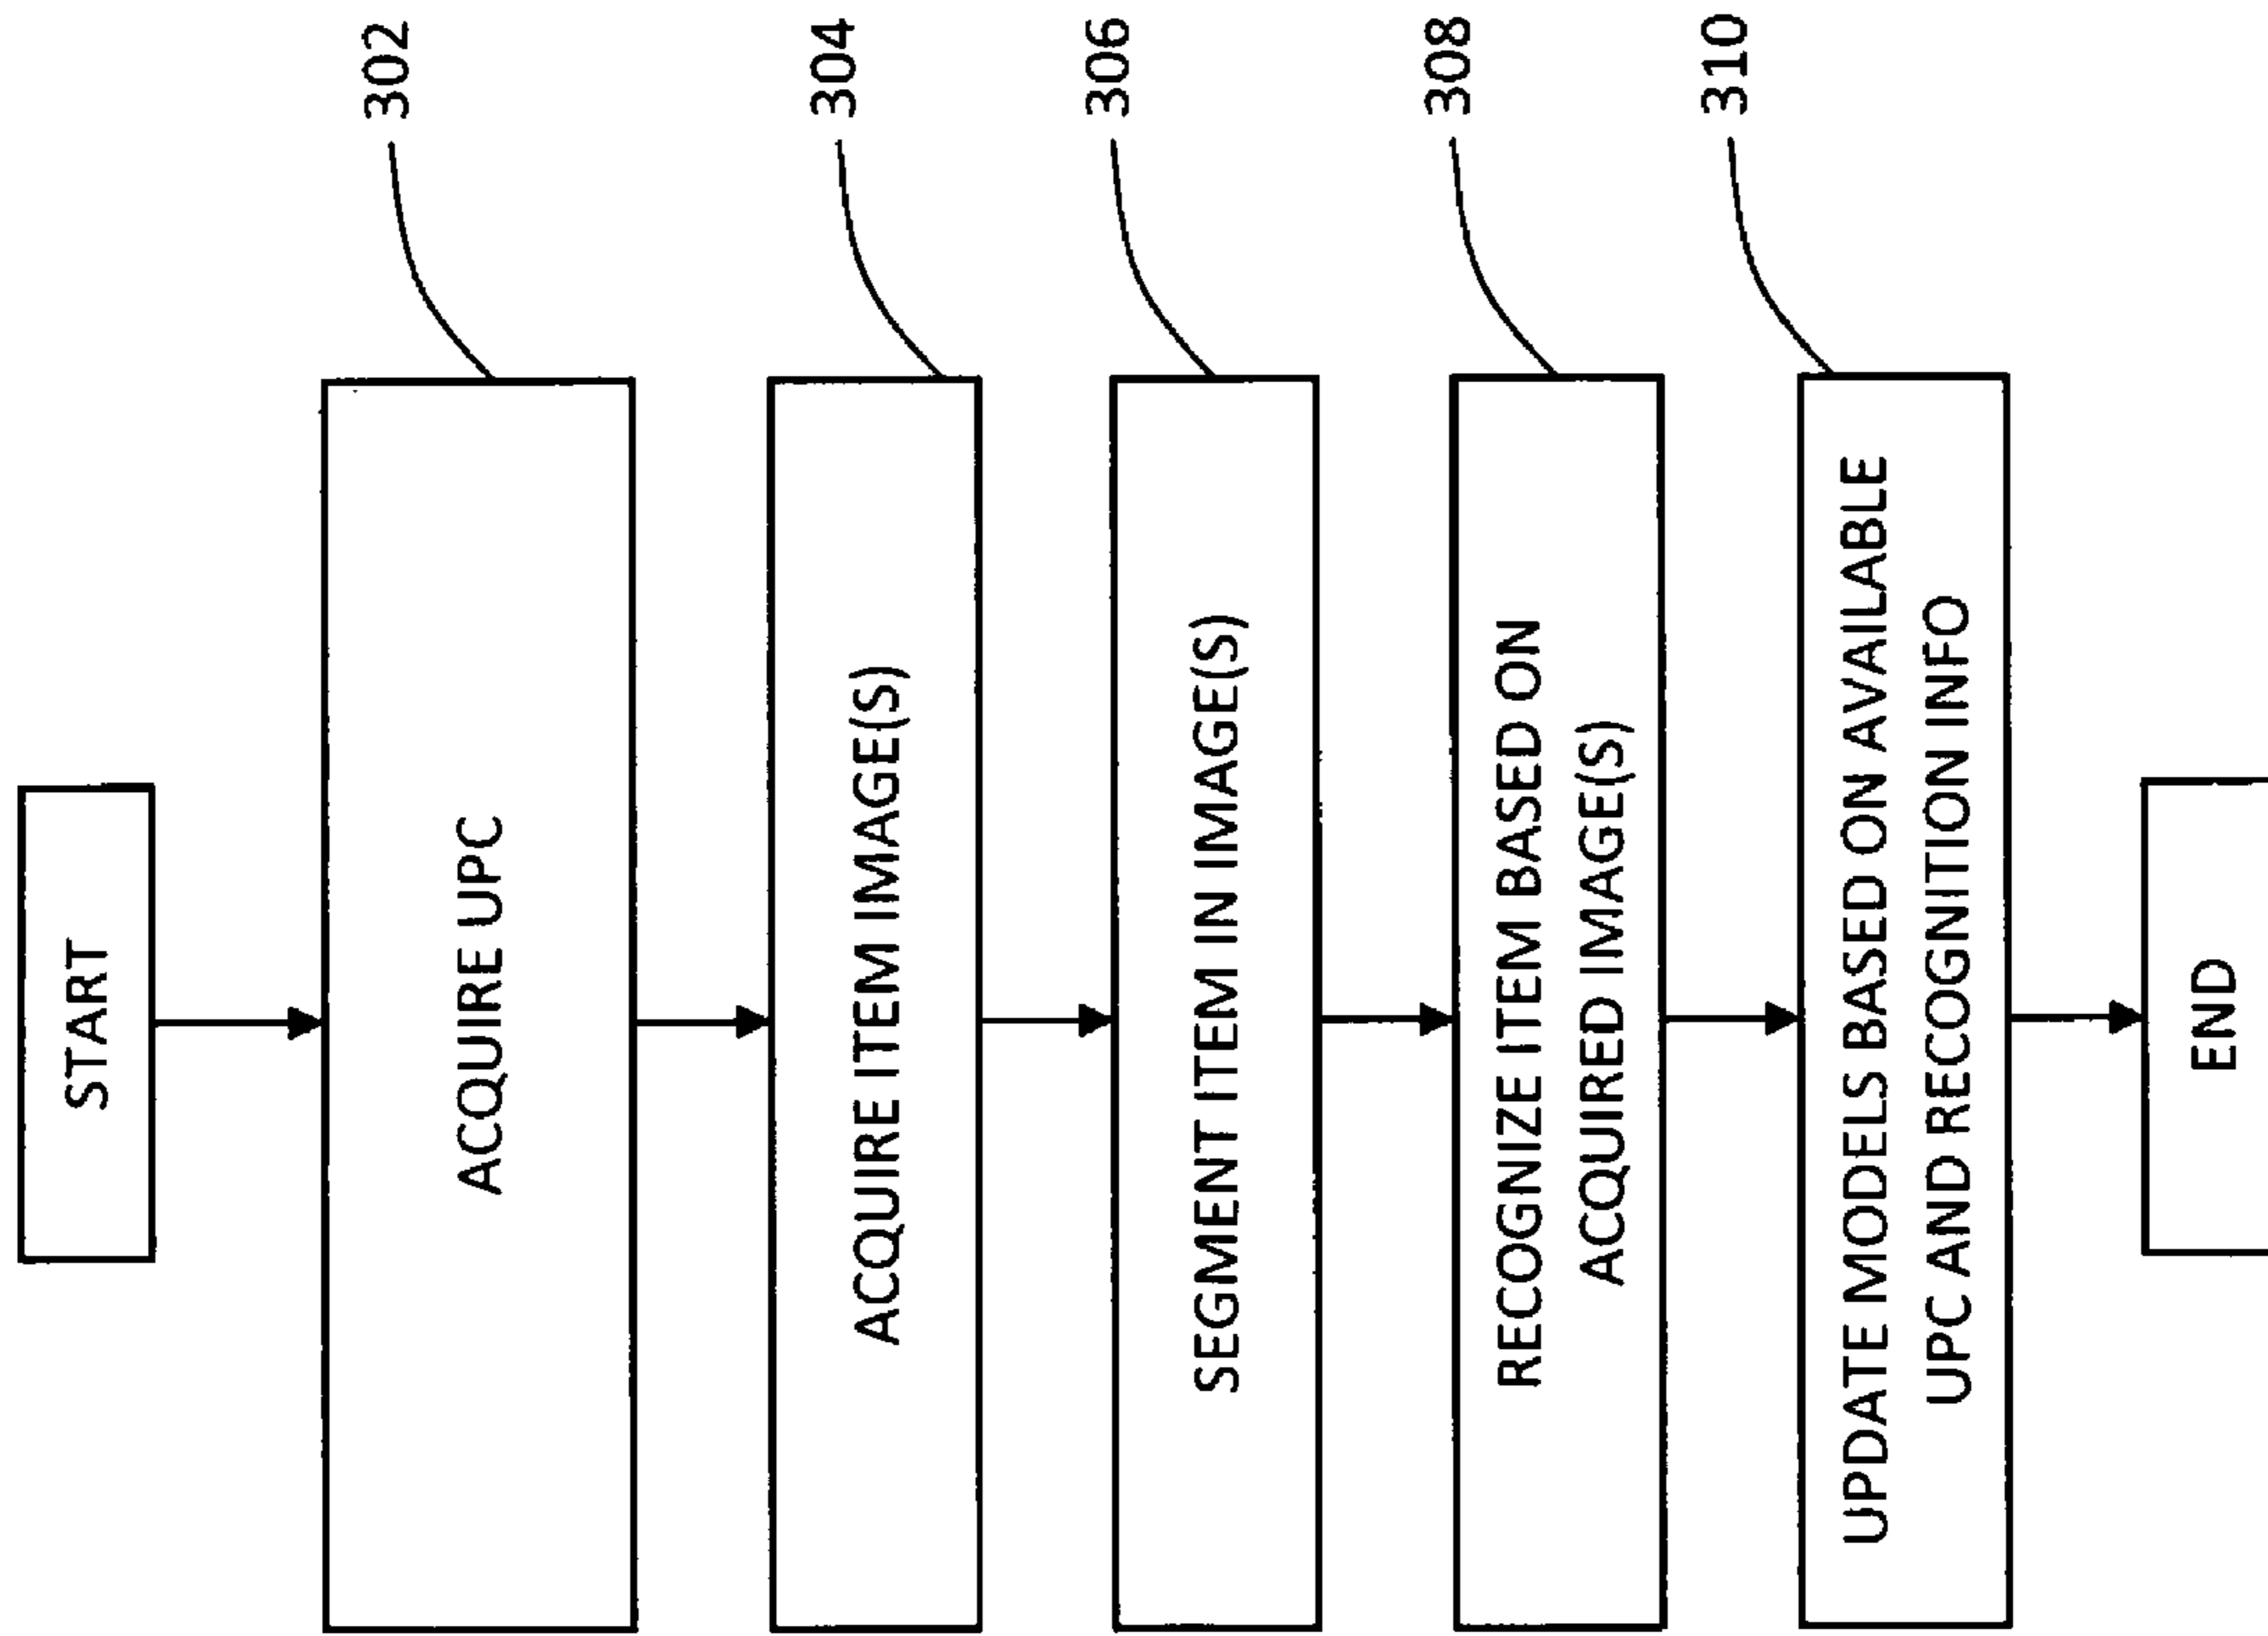 START
302
ACQUIRE UPC
304
ACQUIRE ITEM IMAGE(S)
306
SEGMENT ITEM IN IMAGE(S)
308
RECOGNIZE ITEM BASED ON
ACQUIRED IMAGE(S)
310
UPDATE MODELS BASED ON AVAILABLE
UPC AND RECOGNITION INFO
END